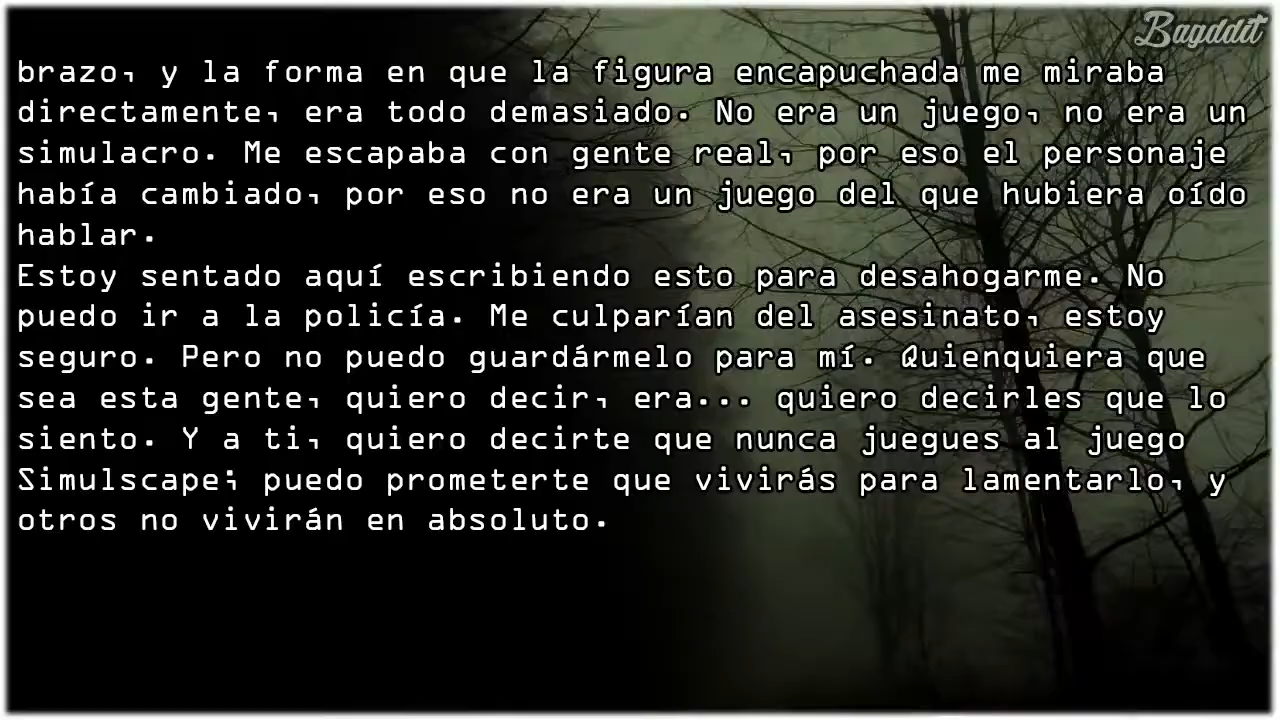 Bagddit
brazo, y la forma en que la figura encapuchada me miraba
directamente, era todo demasiado. No era un juego, no era un
simulacro. Me escapaba con gente real, por eso el personaje
había cambiado, por eso no era un juego del que hubiera oído
hablar.
Estoy sentado aquí escribiendo esto para desahogarme. No
puedo ir a la policía. Me culparían del asesinato, estoy
seguro. Pero no puedo guardármelo para mí. Quienquiera que
sea esta gente, quiero decir, era... quiero decirles que lo
siento. Y a ti, quiero decirte que nunca juegues al juego
Simulscape; puedo prometerte que vivirás para lamentarlo, y
otros no vivirán en absoluto.